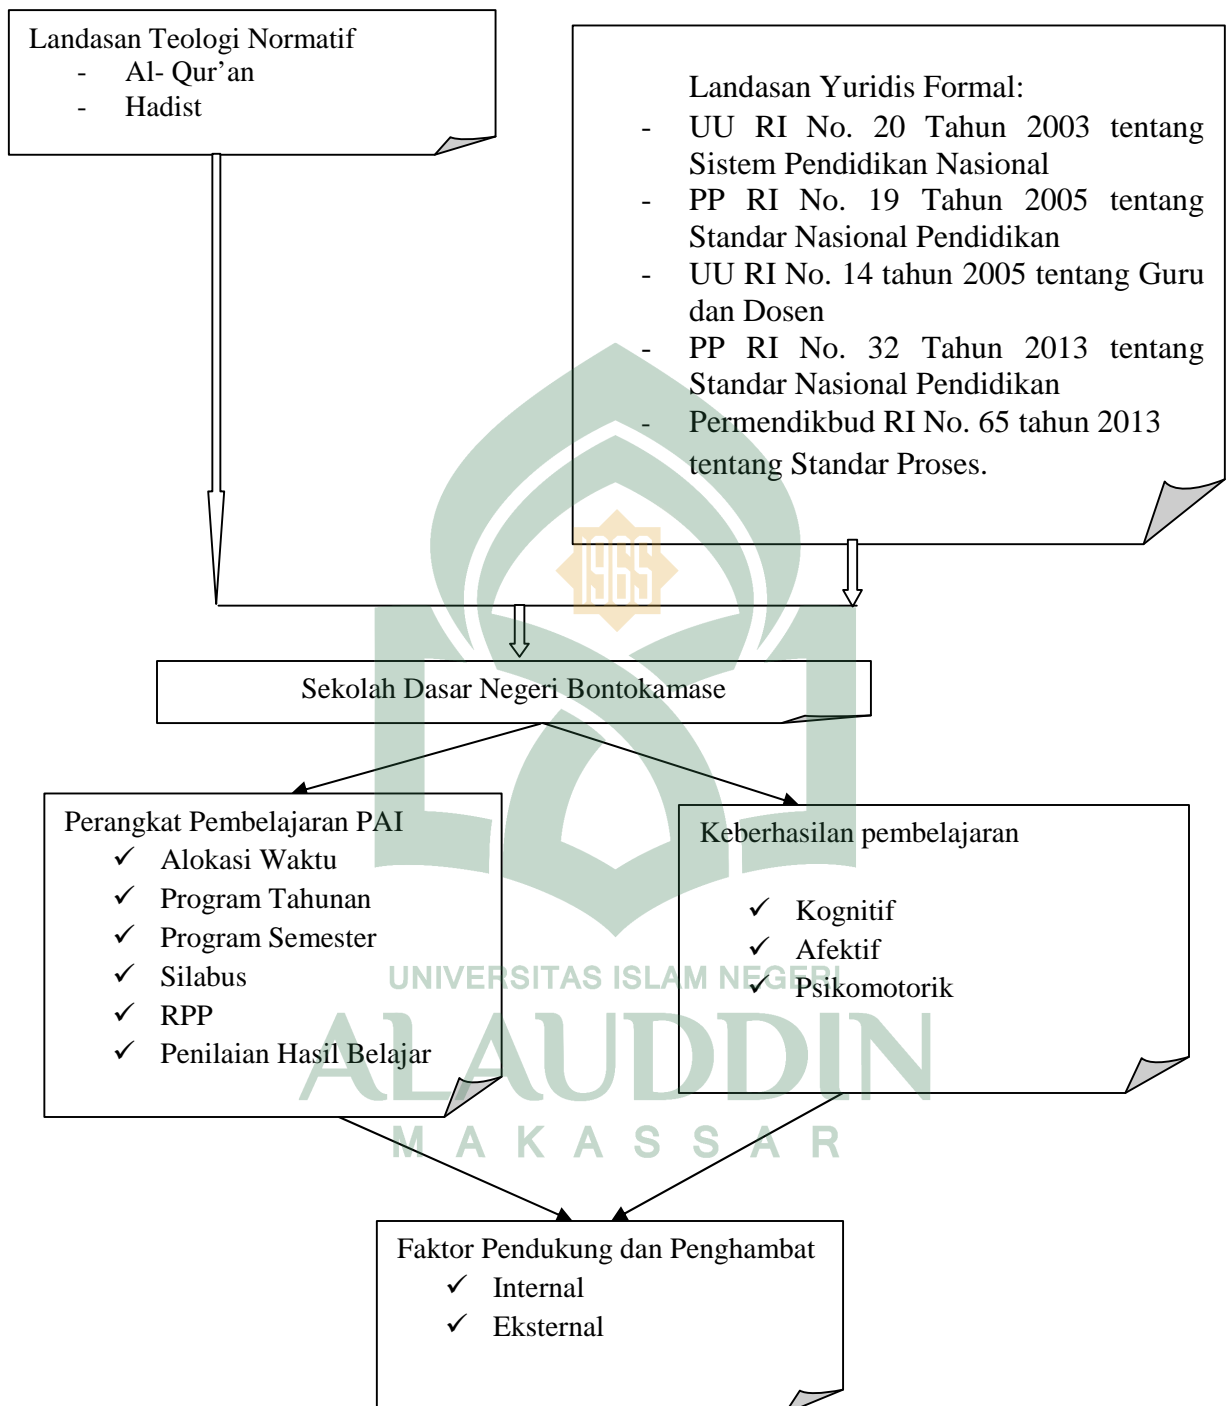 Landasan Teologi Normatif
- Al- Qur’an
- Hadist
Landasan Yuridis Formal:
- UU RI No. 20 Tahun 2003 tentang
Sistem Pendidikan Nasional
- PP RI No. 19 Tahun 2005 tentang
Standar Nasional Pendidikan
- UU RI No. 14 tahun 2005 tentang Guru
dan Dosen
- PP RI No. 32 Tahun 2013 tentang
Standar Nasional Pendidikan
- Permendikbud RI No. 65 tahun 2013
tentang Standar Proses.
1965
Sekolah Dasar Negeri Bontokamase
Perangkat Pembelajaran PAI
✓ Alokasi Waktu
✓ Program Tahunan
✓ Program Semester
✓ Silabus
✓ RPP
✓ Penilaian Hasil Belajar
Keberhasilan pembelajaran
✓ Kognitif
✓ Afektif
✓ Psikomotorik
UNIVERSITAS ISLAM NEGERI
ALAUDDIN
MAKASSAR
Faktor Pendukung dan Penghambat
✓ Internal
✓ Eksternal